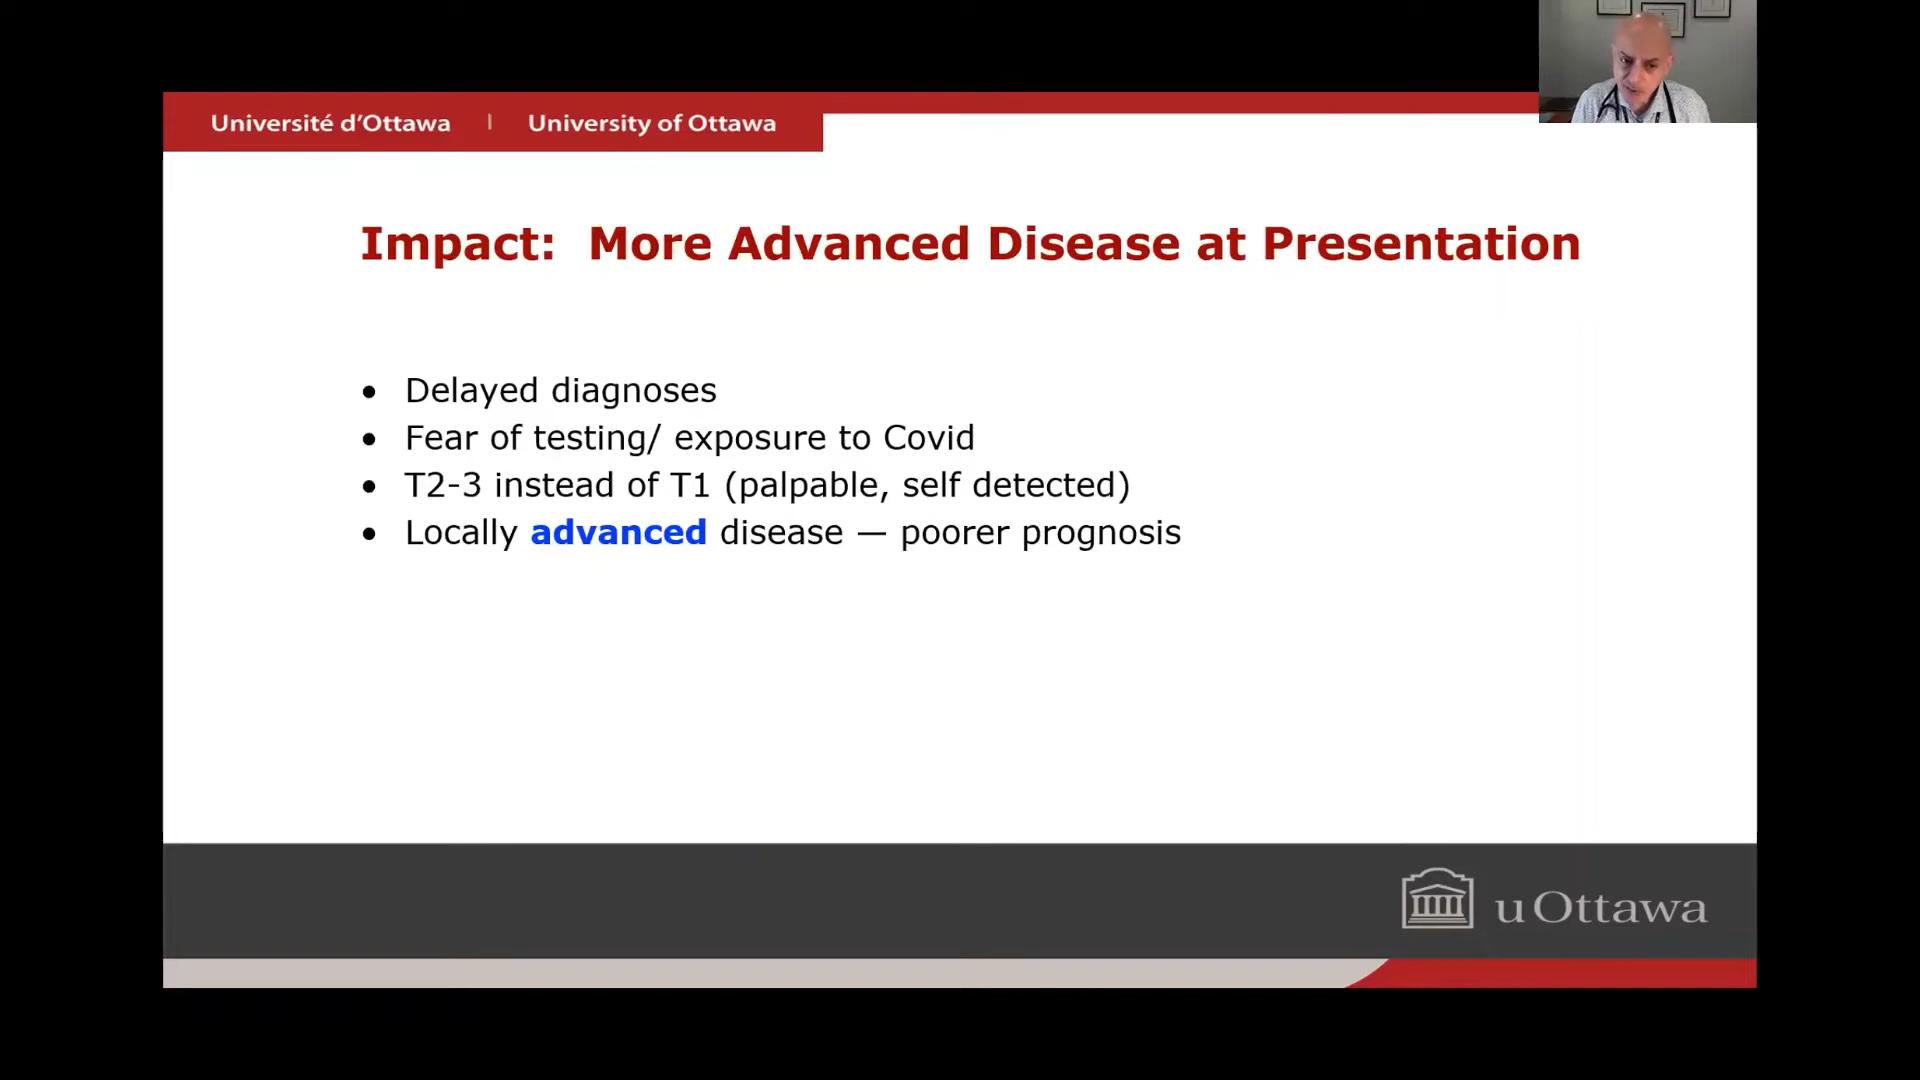 Université d'Ottawa | University of Ottawa
Impact: More Advanced Disease at Presentation
• Delayed diagnoses
• Fear of testing/ exposure to Covid
• T2-3 instead of T1 (palpable, self detected)
• Locally advanced disease — poorer prognosis
uOttawa